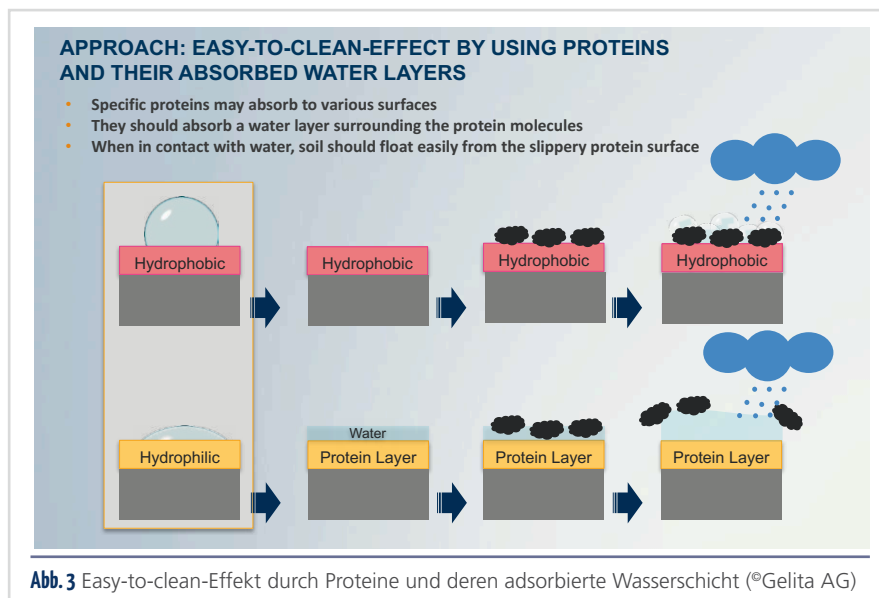 APPROACH: EASY-TO-CLEAN-EFFECT BY USING PROTEINS
AND THEIR ABSORBED WATER LAYERS
• Specific proteins may absorb to various surfaces
• They should absorb a water layer surrounding the protein molecules
• When in contact with water, soil should float easily from the slippery protein surface
Hydrophobic
Hydrophobic
Hydrophobic
Hydrophobic
Water
Hydrophilic
Protein Layer
Protein Layer
Protein Layer
Abb. 3 Easy-to-clean-Effekt durch Proteine und deren adsorbierte Wasserschicht (©Gelita AG)